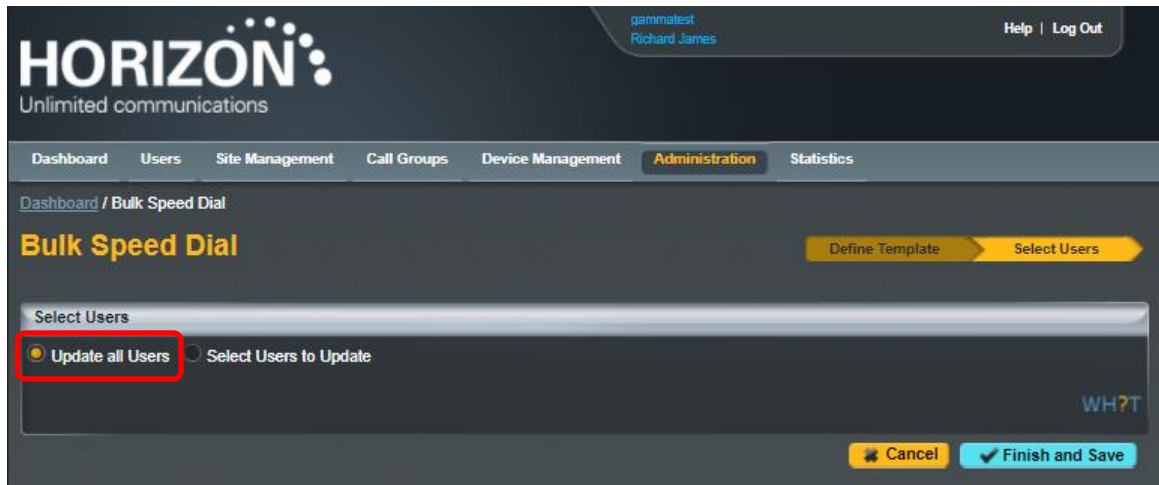 gammatest
Richard James
Help | Log Out
HORIZON
Unlimited communications
Dashboard Users Site Management Call Groups Device Management Administration Statistics
Dashboard / Bulk Speed Dial
Bulk Speed Dial
Define Template Select Users
Select Users
Update all Users Select Users to Update
WH?T
Cancel Finish and Save